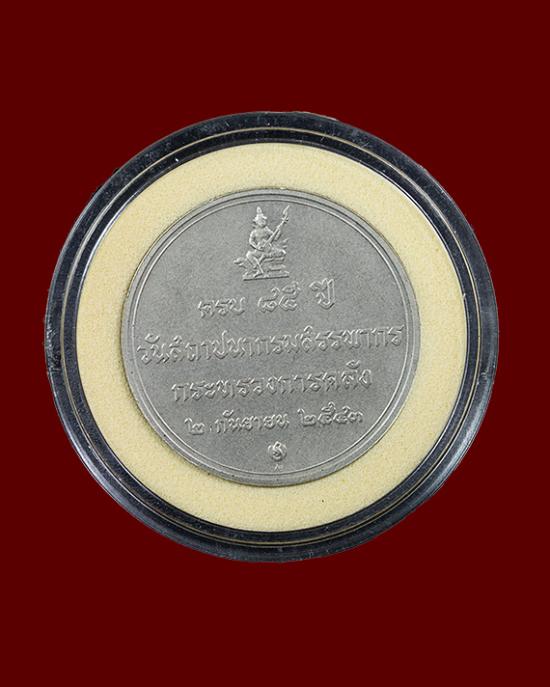 ครบ ๘๕ ปี
วันสถาปนากรมสรรพากร
กระทรวงการคลัง
๒ กันยายน ๒๕๔๓